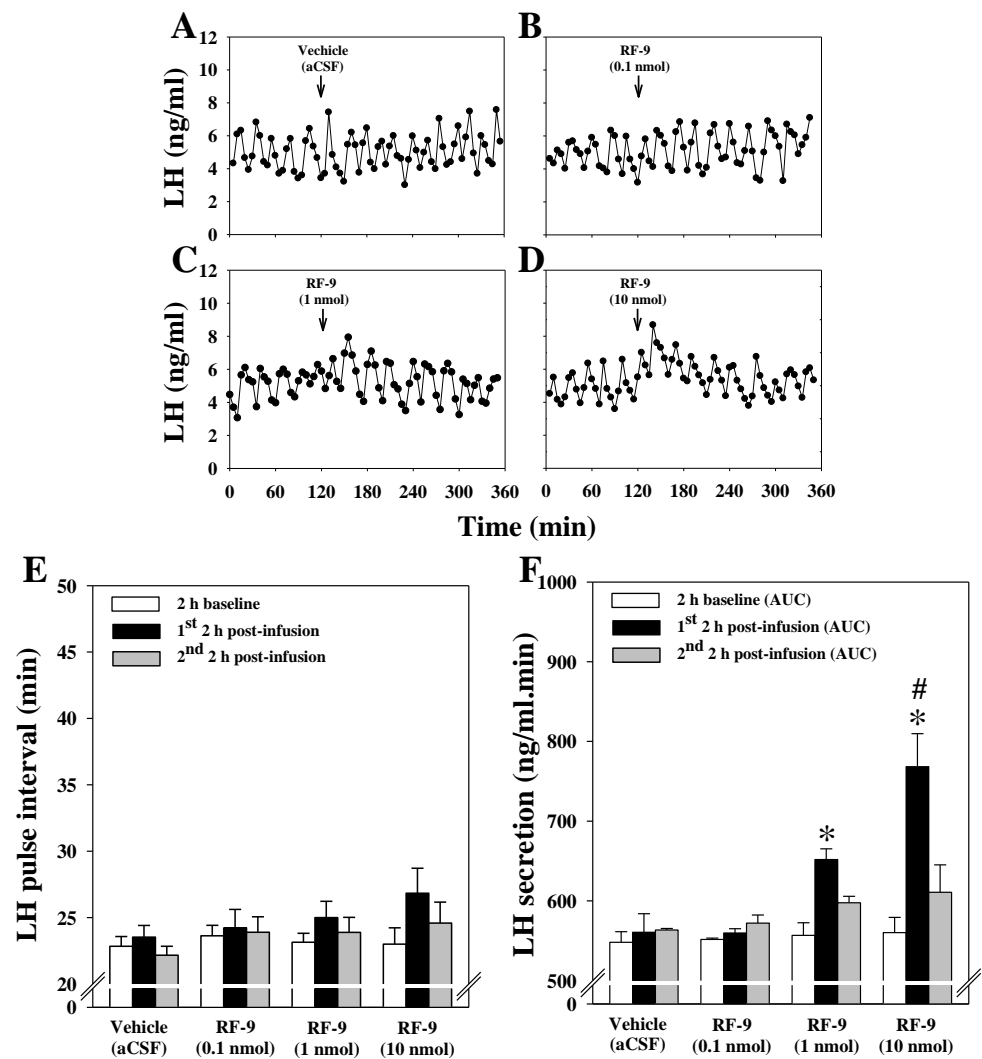 A
B
12
10
8
6
4
2
0
LH (ng/ml)
Vechicle
(aCSF)
RF-9
(0.1 nmol)
C
D
12
10
8
6
4
2
0
LH (ng/ml)
RF-9
(1 nmol)
RF-9
(10 nmol)
0 60 120 180 240 300 360
0 60 120 180 240 300 360
Time (min)
E
50
45
40
35
30
25
20
0
LH pulse interval (min)
2 h baseline
1st 2 h post-infusion
2nd 2 h post-infusion
Vehicle
(aCSF)
RF-9
(0.1 nmol)
RF-9
(1 nmol)
RF-9
(10 nmol)
F
1000
900
800
700
600
500
0
LH secretion (ng/ml.min)
2 h baseline (AUC)
1st 2 h post-infusion (AUC)
2nd 2 h post-infusion (AUC)
*
#
*
Vehicle
(aCSF)
RF-9
(0.1 nmol)
RF-9
(1 nmol)
RF-9
(10 nmol)